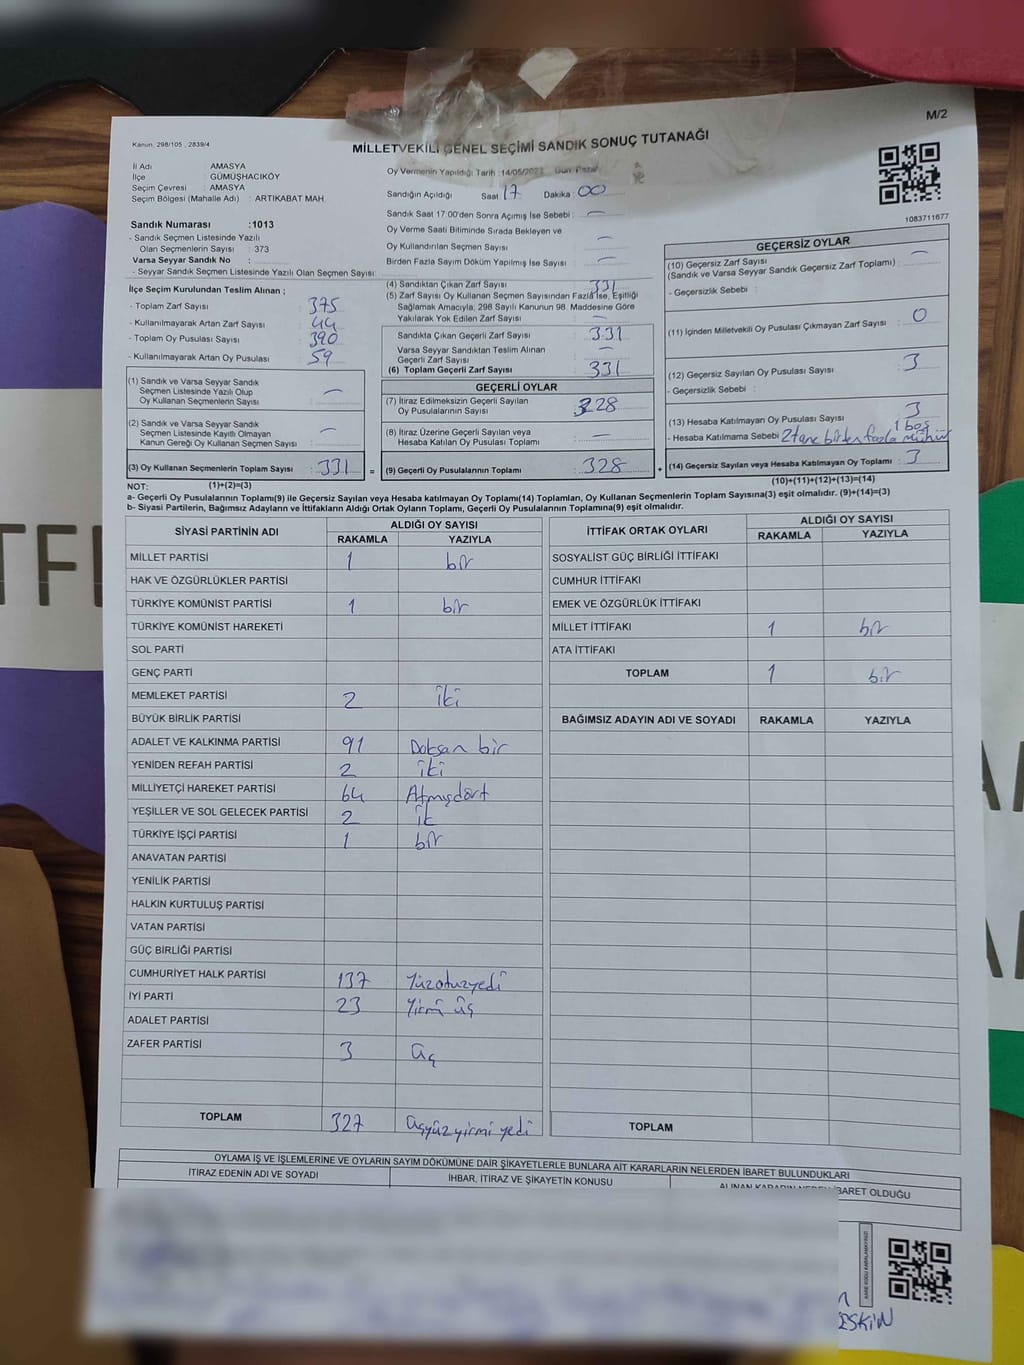 M/2
Kanun, 298/105 , 2839/4
MİLLETVEKİLİ GENEL SEÇİMİ SANDIK SONUÇ TUTANAĞI
İl Adı : AMASYA
İlçe : GÜMÜŞHACIKÖY
Seçim Çevresi : AMASYA
Seçim Bölgesi (Mahalle Adı) : ARTIKABAT MAH.
Sandık Numarası :1013
- Sandık Seçmen Listesinde Yazılı
Olan Seçmenlerin Sayısı : 373
Varsa Seyyar Sandık No :
- Seyyar Sandık Seçmen Listesinde Yazılı Olan Seçmen Sayısı:
İlçe Seçim Kurulundan Teslim Alınan ;
- Toplam Zarf Sayısı : 375
- Kullanılmayarak Artan Zarf Sayısı : 44
- Toplam Oy Pusulası Sayısı : 390
- Kullanılmayarak Artan Oy Pusulası : 59
(1) Sandık ve Varsa Seyyar Sandık
Seçmen Listesinde Yazılı Olup
Oy Kullanan Seçmenlerin Sayısı : —
(2) Sandık ve Varsa Seyyar Sandık
Seçmen Listesinde Kayıtlı Olmayan
Kanun Gereği Oy Kullanan Seçmen Sayısı : —
(3) Oy Kullanan Seçmenlerin Toplam Sayısı : 331 =
Oy Vermenin Yapıldığı Tarih :14/05/2023 Gün: Pazar
Sandığın Açıldığı Saat 17 Dakika : 00
Sandık Saat 17:00'den Sonra Açımış İse Sebebi : —
Oy Verme Saati Bitiminde Sırada Bekleyen ve
Oy Kullandırılan Seçmen Sayısı : —
Birden Fazla Sayım Döküm Yapılmış İse Sayısı : —
(4) Sandıktan Çıkan Zarf Sayısı : 331
(5) Zarf Sayısı Oy Kullanan Seçmen Sayısından Fazla İse, Eşitliği
Sağlamak Amacıyla, 298 Sayılı Kanunun 98. Maddesine Göre
Yakılarak Yok Edilen Zarf Sayısı : —
Sandıkta Çıkan Geçerli Zarf Sayısı : 331
Varsa Seyyar Sandıktan Teslim Alınan
Geçerli Zarf Sayısı : —
(6) Toplam Geçerli Zarf Sayısı : 331
GEÇERLİ OYLAR
(7) İtiraz Edilmeksizin Geçerli Sayılan
Oy Pusulalarının Sayısı : 328
(8) İtiraz Üzerine Geçerli Sayılan veya
Hesaba Katılan Oy Pusulası Toplamı : —
(9) Geçerli Oy Pusulalarının Toplamı : 328 +
1083711677
GEÇERSİZ OYLAR
(10) Geçersiz Zarf Sayısı : —
(Sandık ve Varsa Seyyar Sandık Geçersiz Zarf Toplamı)
- Geçersizlik Sebebi :
(11) İçinden Milletvekili Oy Pusulası Çıkmayan Zarf Sayısı : 0
(12) Geçersiz Sayılan Oy Pusulası Sayısı : 3
- Geçersizlik Sebebi :
(13) Hesaba Katılmayan Oy Pusulası Sayısı : 3
1 boş
- Hesaba Katılmama Sebebi : 2 tane birden fazla mühür
(14) Geçersiz Sayılan veya Hesaba Katılmayan Oy Toplamı : 3
NOT: (1)+(2)=(3) (10)+(11)+(12)+(13)=(14)
a- Geçerli Oy Pusulalarının Toplamı(9) ile Geçersiz Sayılan veya Hesaba katılmayan Oy Toplamı(14) Toplamları, Oy Kullanan Seçmenlerin Toplam Sayısına(3) eşit olmalıdır. (9)+(14)=(3)
b- Siyasi Partilerin, Bağımsız Adayların ve İttifakların Aldığı Ortak Oyların Toplamı, Geçerli Oy Pusulalarının Toplamına(9) eşit olmalıdır.
SİYASİ PARTİNİN ADI ALDIĞI OY SAYISI
RAKAMLA YAZIYLA
MİLLET PARTİSİ 1 bir
HAK VE ÖZGÜRLÜKLER PARTİSİ
TÜRKİYE KOMÜNİST PARTİSİ 1 bir
TÜRKİYE KOMÜNİST HAREKETİ
SOL PARTİ
GENÇ PARTİ
MEMLEKET PARTİSİ 2 iki
BÜYÜK BİRLİK PARTİSİ
ADALET VE KALKINMA PARTİSİ 91 Doksan bir
YENİDEN REFAH PARTİSİ 2 iki
MİLLİYETÇİ HAREKET PARTİSİ 64 Atmışdört
YEŞİLLER VE SOL GELECEK PARTİSİ 2 ik
TÜRKİYE İŞÇİ PARTİSİ 1 bir
ANAVATAN PARTİSİ
YENİLİK PARTİSİ
HALKIN KURTULUŞ PARTİSİ
VATAN PARTİSİ
GÜÇ BİRLİĞİ PARTİSİ
CUMHURİYET HALK PARTİSİ 137 Yüzotuzyedi
İYİ PARTİ 23 Yirmi üç
ADALET PARTİSİ
ZAFER PARTİSİ 3 üç
TOPLAM 327 üçyüzyirmi yedi
İTTİFAK ORTAK OYLARI ALDIĞI OY SAYISI
RAKAMLA YAZIYLA
SOSYALİST GÜÇ BİRLİĞİ İTTİFAKI
CUMHUR İTTİFAKI
EMEK VE ÖZGÜRLÜK İTTİFAKI
MİLLET İTTİFAKI 1 bir
ATA İTTİFAKI
TOPLAM 1 bir
BAĞIMSIZ ADAYIN ADI VE SOYADI RAKAMLA YAZIYLA
TOPLAM
OYLAMA İŞ VE İŞLEMLERİNE VE OYLARIN SAYIM DÖKÜMÜNE DAİR ŞİKAYETLERLE BUNLARA AİT KARARLARIN NELERDEN İBARET BULUNDUKLARI
İTİRAZ EDENİN ADI VE SOYADI İHBAR, İTİRAZ VE ŞİKAYETİN KONUSU ALINAN KARARIN NEDEN İBARET OLDUĞU
ESKİN